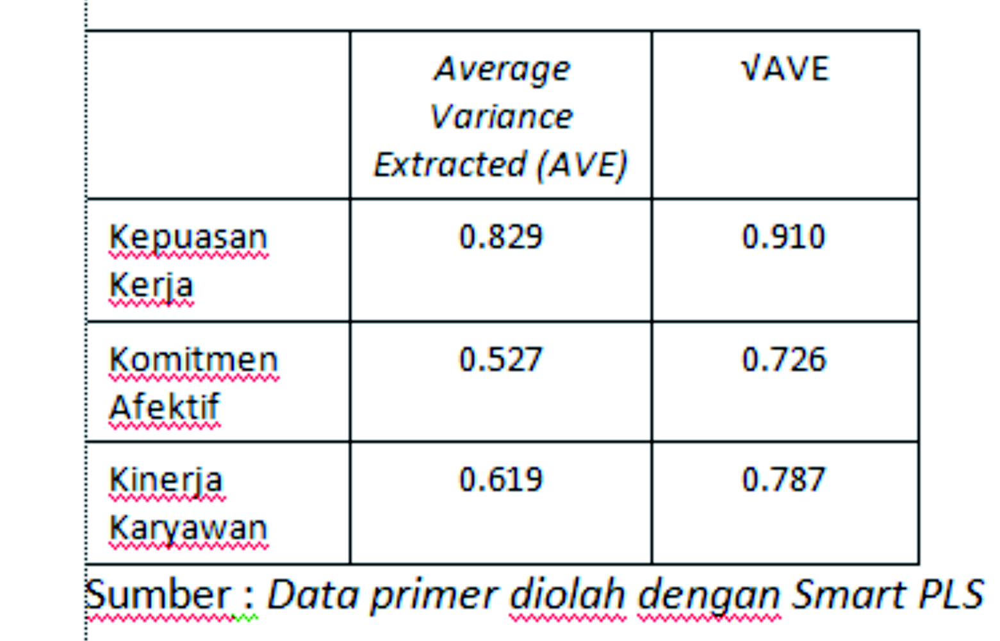 Average
Variance
Extracted (AVE)
√AVE
Kepuasan
Kerja
0.829
0.910
Komitmen
Afektif
0.527
0.726
Kinerja
Karyawan
0.619
0.787
Sumber : Data primer diolah dengan Smart PLS